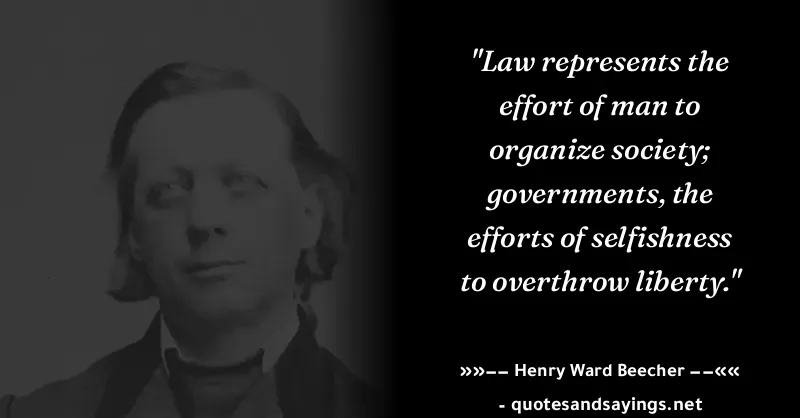 "Law represents the
effort of man to
organize society;
governments, the
efforts of selfishness
to overthrow liberty."
»»–– Henry Ward Beecher ––««
- quotesandsayings.net